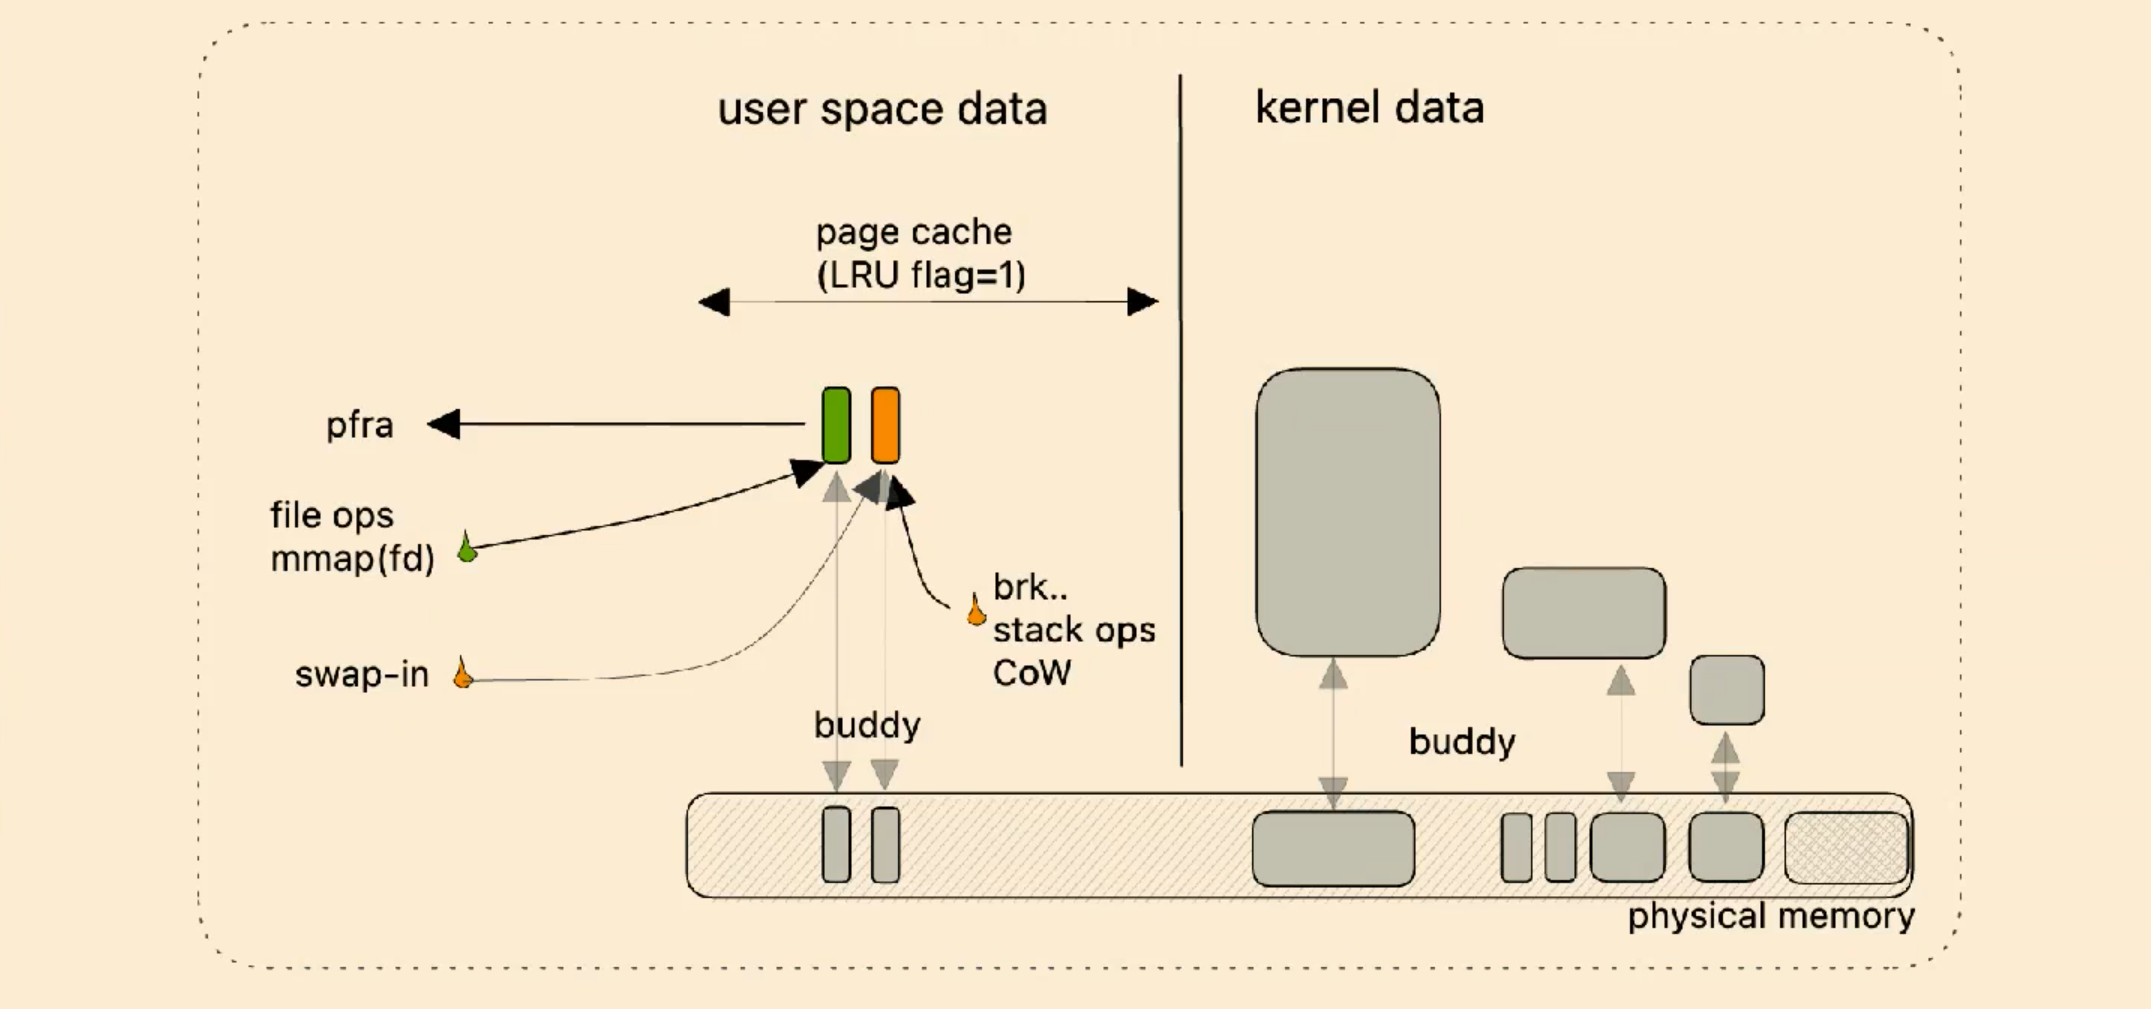 user space data
kernel data
page cache
(LRU flag=1)
pfra
file ops
mmap(fd)
brk..
stack ops
CoW
swap-in
buddy
buddy
physical memory